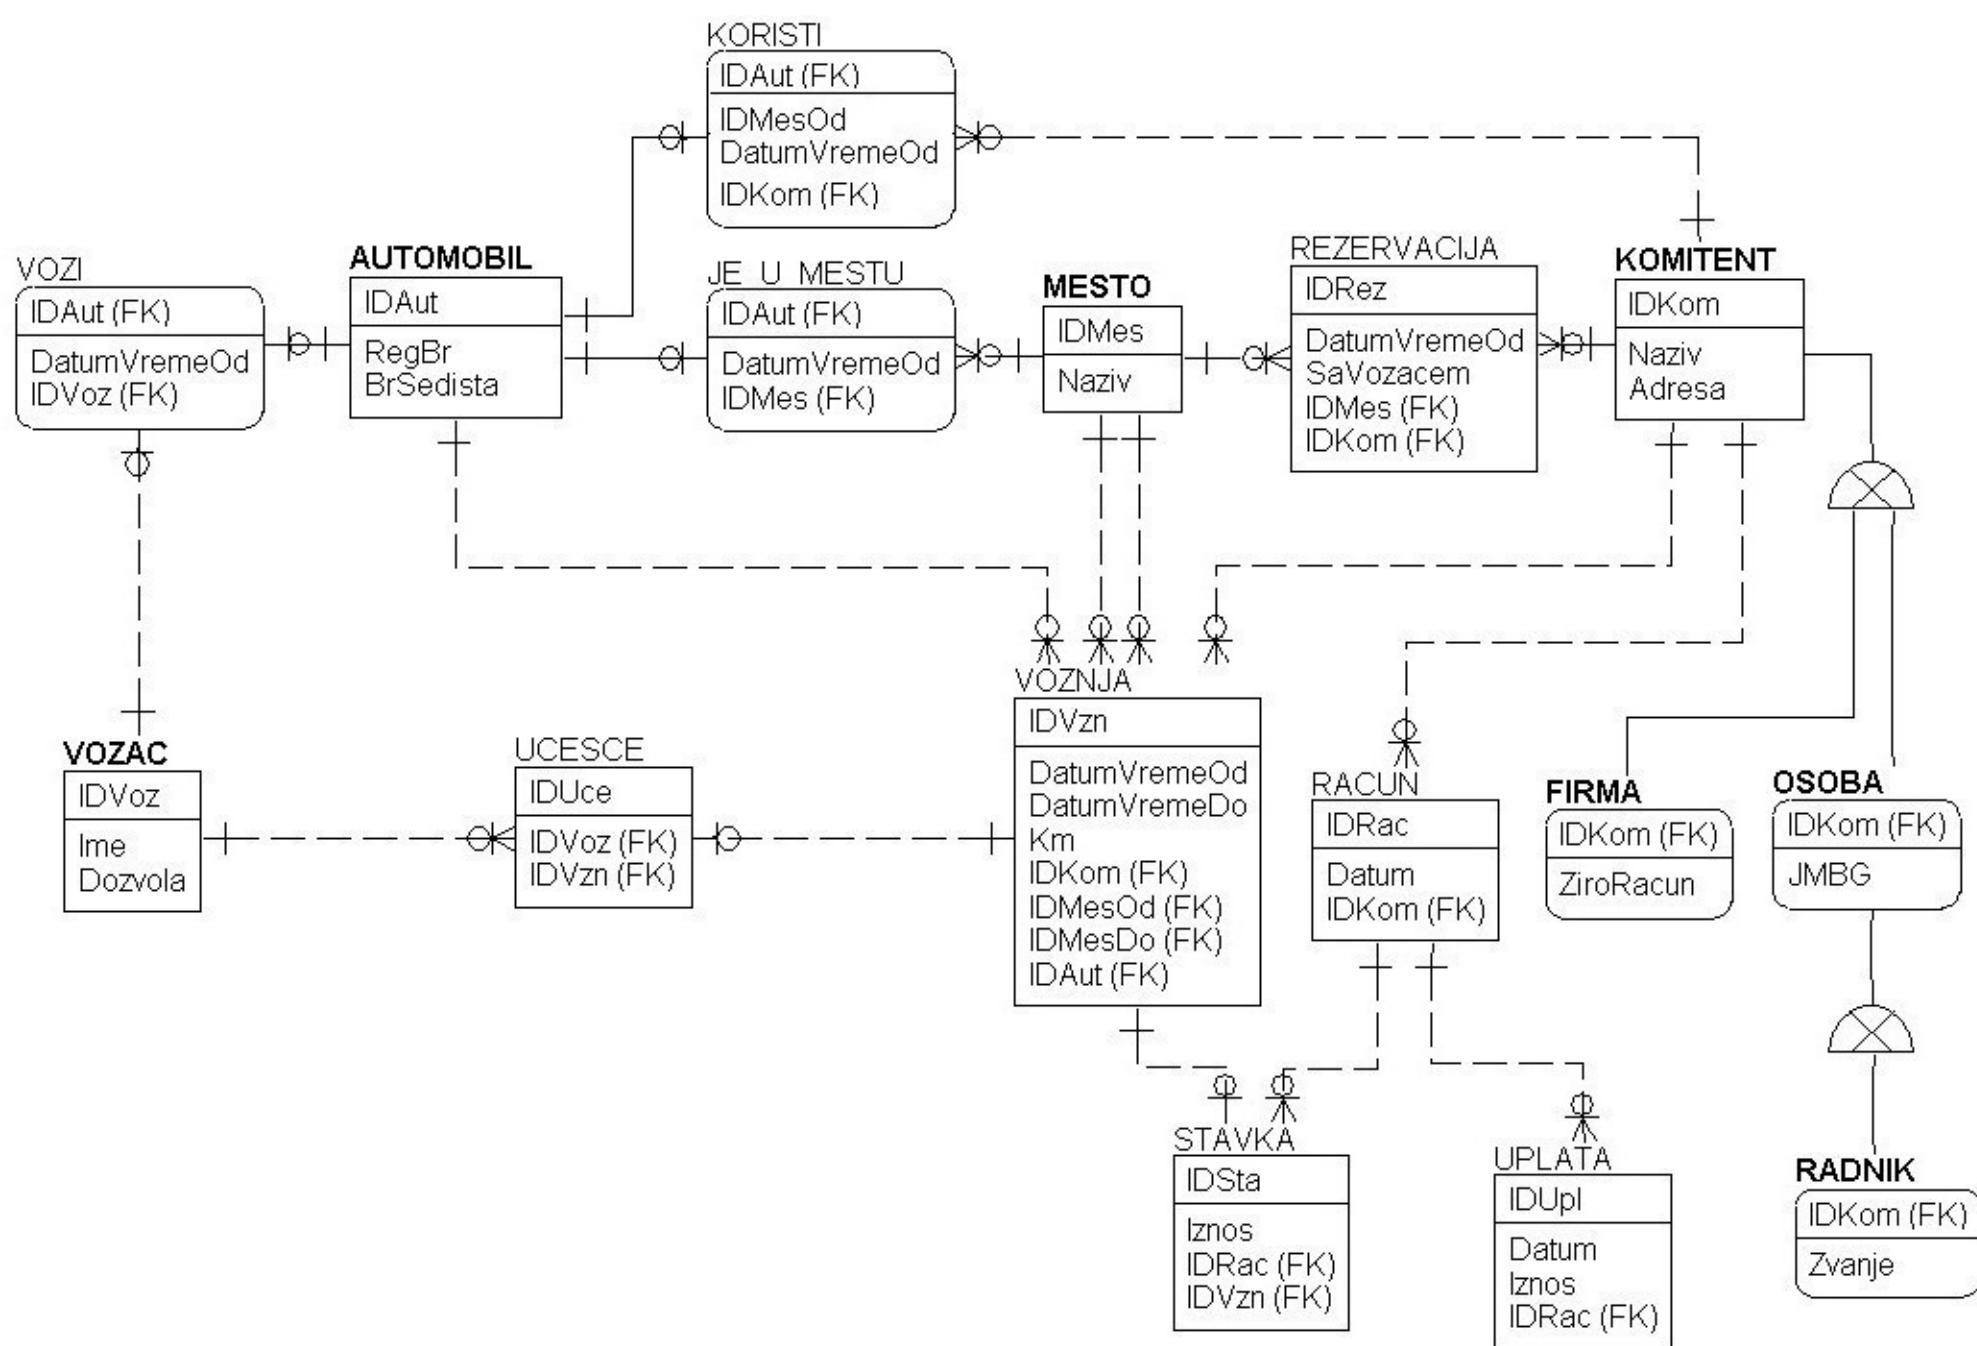 KORISTI
IDAut (FK)
IDMesOd
DatumVremeOd
IDKom (FK)
VOZI
IDAut (FK)
DatumVremeOd
IDVoz (FK)
AUTOMOBIL
IDAut
RegBr
BrSedista
JE_U_MESTU
IDAut (FK)
DatumVremeOd
IDMes (FK)
MESTO
IDMes
Naziv
REZERVACIJA
IDRez
DatumVremeOd
SaVozacem
IDMes (FK)
IDKom (FK)
KOMITENT
IDKom
Naziv
Adresa
VOZAC
IDVoz
Ime
Dozvola
UCESCE
IDUce
IDVoz (FK)
IDVzn (FK)
VOZNJA
IDVzn
DatumVremeOd
DatumVremeDo
Km
IDKom (FK)
IDMesOd (FK)
IDMesDo (FK)
IDAut (FK)
RACUN
IDRac
Datum
IDKom (FK)
FIRMA
IDKom (FK)
ZiroRacun
OSOBA
IDKom (FK)
JMBG
STAVKA
IDSta
Iznos
IDRac (FK)
IDVzn (FK)
UPLATA
IDUpl
Datum
Iznos
IDRac (FK)
RADNIK
IDKom (FK)
Zvanje